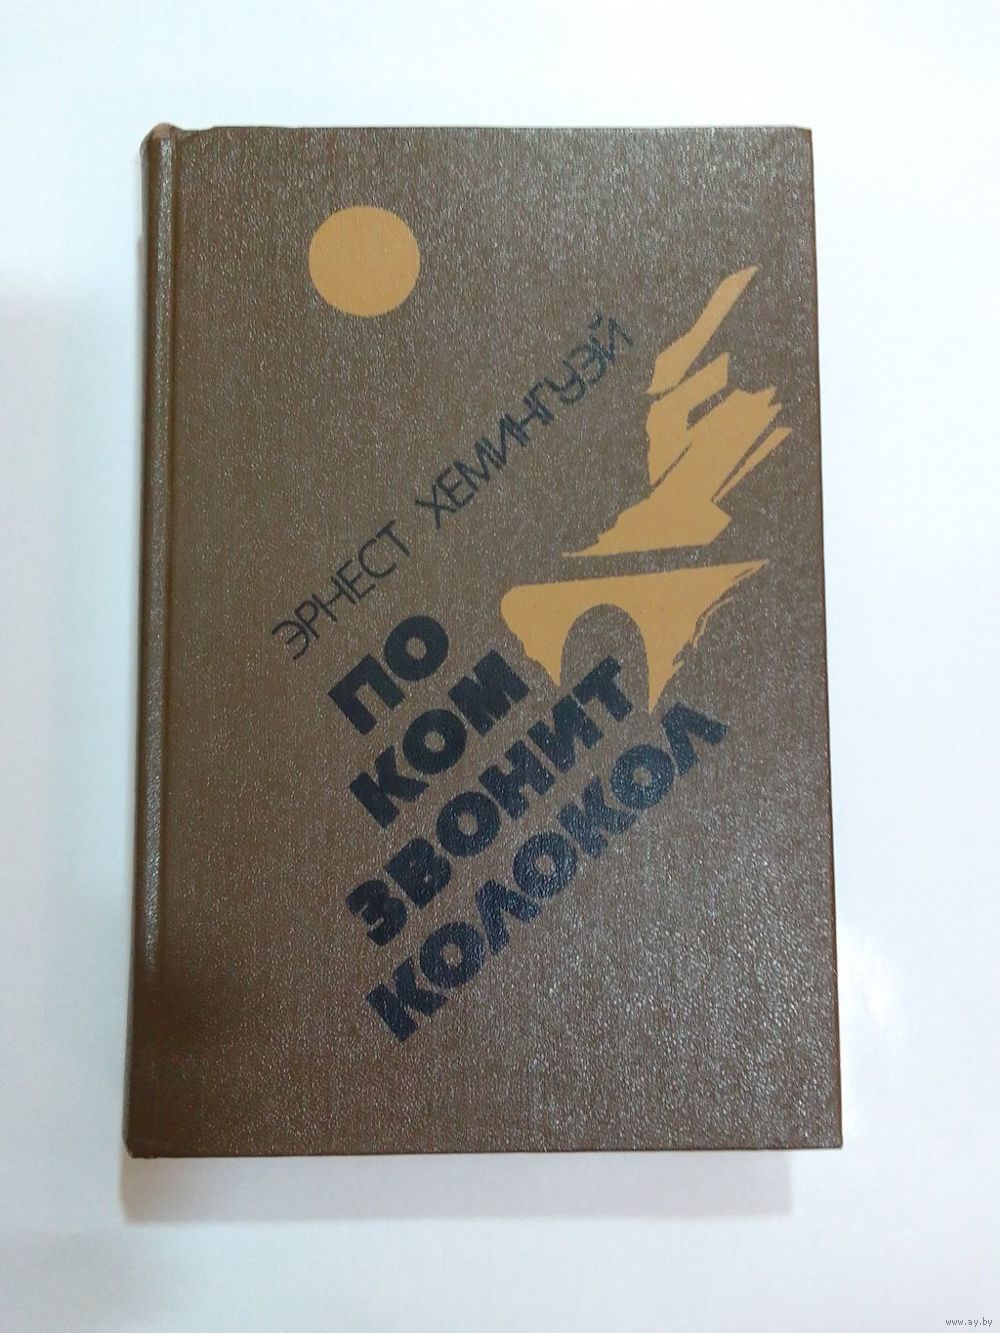 ЭРНЕСТ ХЕМИНГУЭЙ
ПО
КОМ
ЗВОНИТ
КОЛОКОЛ
www.ay.by